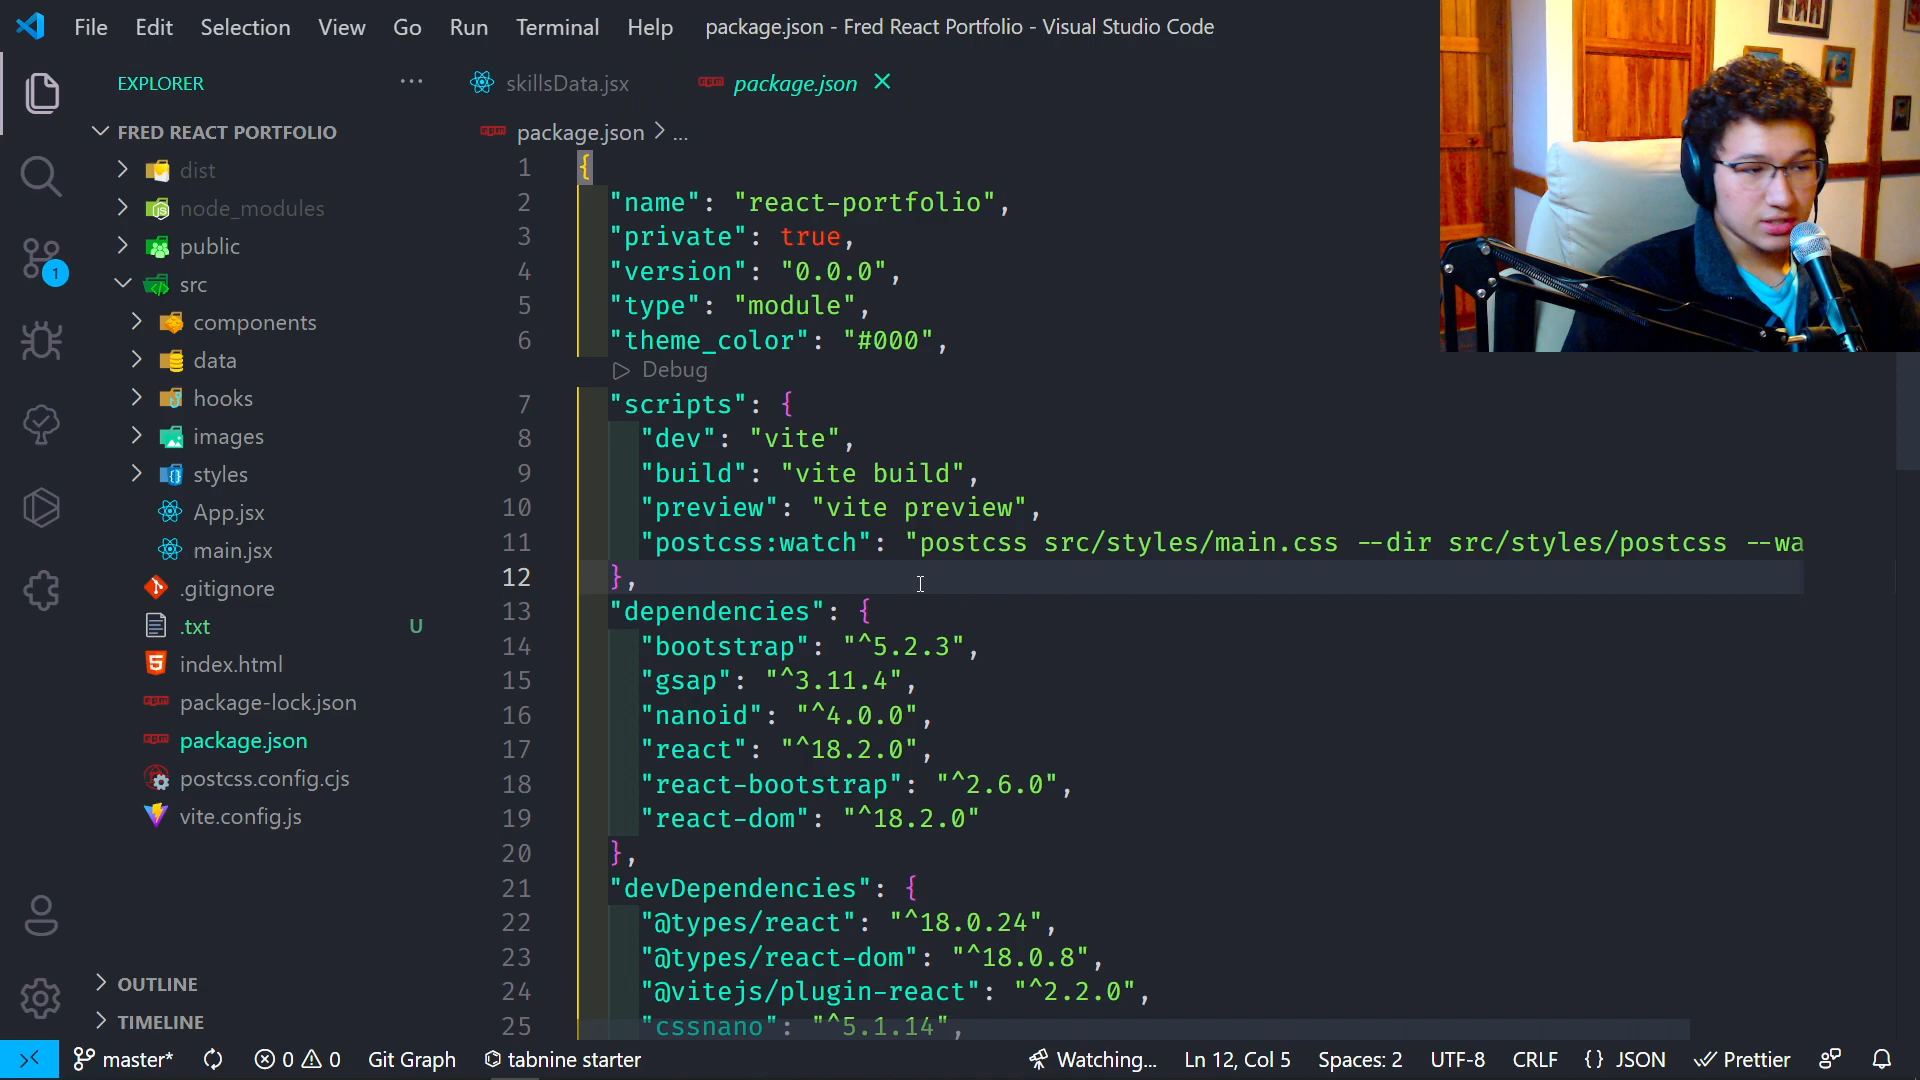 File Edit Selection View Go Run Terminal Help package.json - Fred React Portfolio - Visual Studio Code
EXPLORER
skillsData.jsx package.json
FRED REACT PORTFOLIO
package.json > ...
dist
node_modules
public
src
components
data
hooks
images
styles
App.jsx
main.jsx
.gitignore
.txt U
index.html
package-lock.json
package.json
postcss.config.cjs
vite.config.js
OUTLINE
TIMELINE
1
1 {
2 "name": "react-portfolio",
3 "private": true,
4 "version": "0.0.0",
5 "type": "module",
6 "theme_color": "#000",
Debug
7 "scripts": {
8 "dev": "vite",
9 "build": "vite build",
10 "preview": "vite preview",
11 "postcss:watch": "postcss src/styles/main.css --dir src/styles/postcss --wa
12 },
13 "dependencies": {
14 "bootstrap": "^5.2.3",
15 "gsap": "^3.11.4",
16 "nanoid": "^4.0.0",
17 "react": "^18.2.0",
18 "react-bootstrap": "^2.6.0",
19 "react-dom": "^18.2.0"
20 },
21 "devDependencies": {
22 "@types/react": "^18.0.24",
23 "@types/react-dom": "^18.0.8",
24 "@vitejs/plugin-react": "^2.2.0",
25 "cssnano": "^5.1.14",
master* 0 0 Git Graph tabnine starter Watching... Ln 12, Col 5 Spaces: 2 UTF-8 CRLF {} JSON Prettier